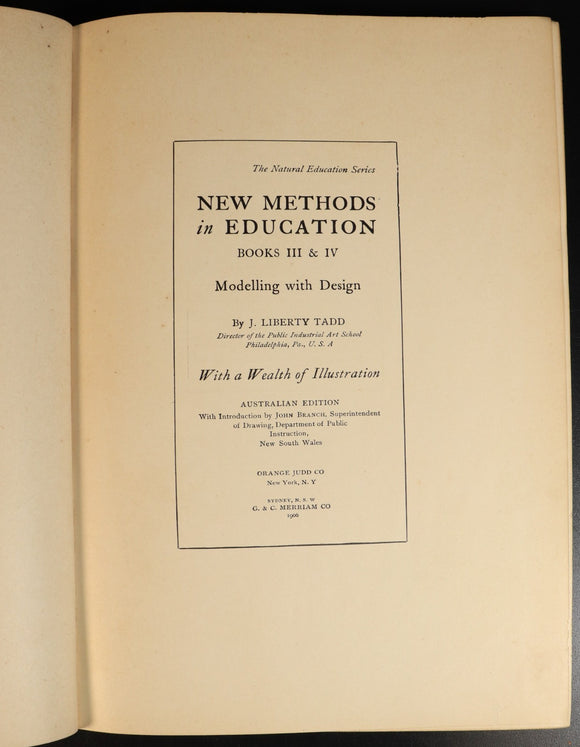 The Natural Education Series
NEW METHODS
in EDUCATION
BOOKS III & IV
Modelling with Design
By J. LIBERTY TADD
Director of the Public Industrial Art School
Philadelphia, Pa., U. S. A
With a Wealth of Illustration
AUSTRALIAN EDITION
With Introduction by JOHN BRANCH, Superintendent
of Drawing, Department of Public
Instruction,
New South Wales
ORANGE JUDD CO
New York, N. Y
SYDNEY, N. S. W
G. & C. MERRIAM CO